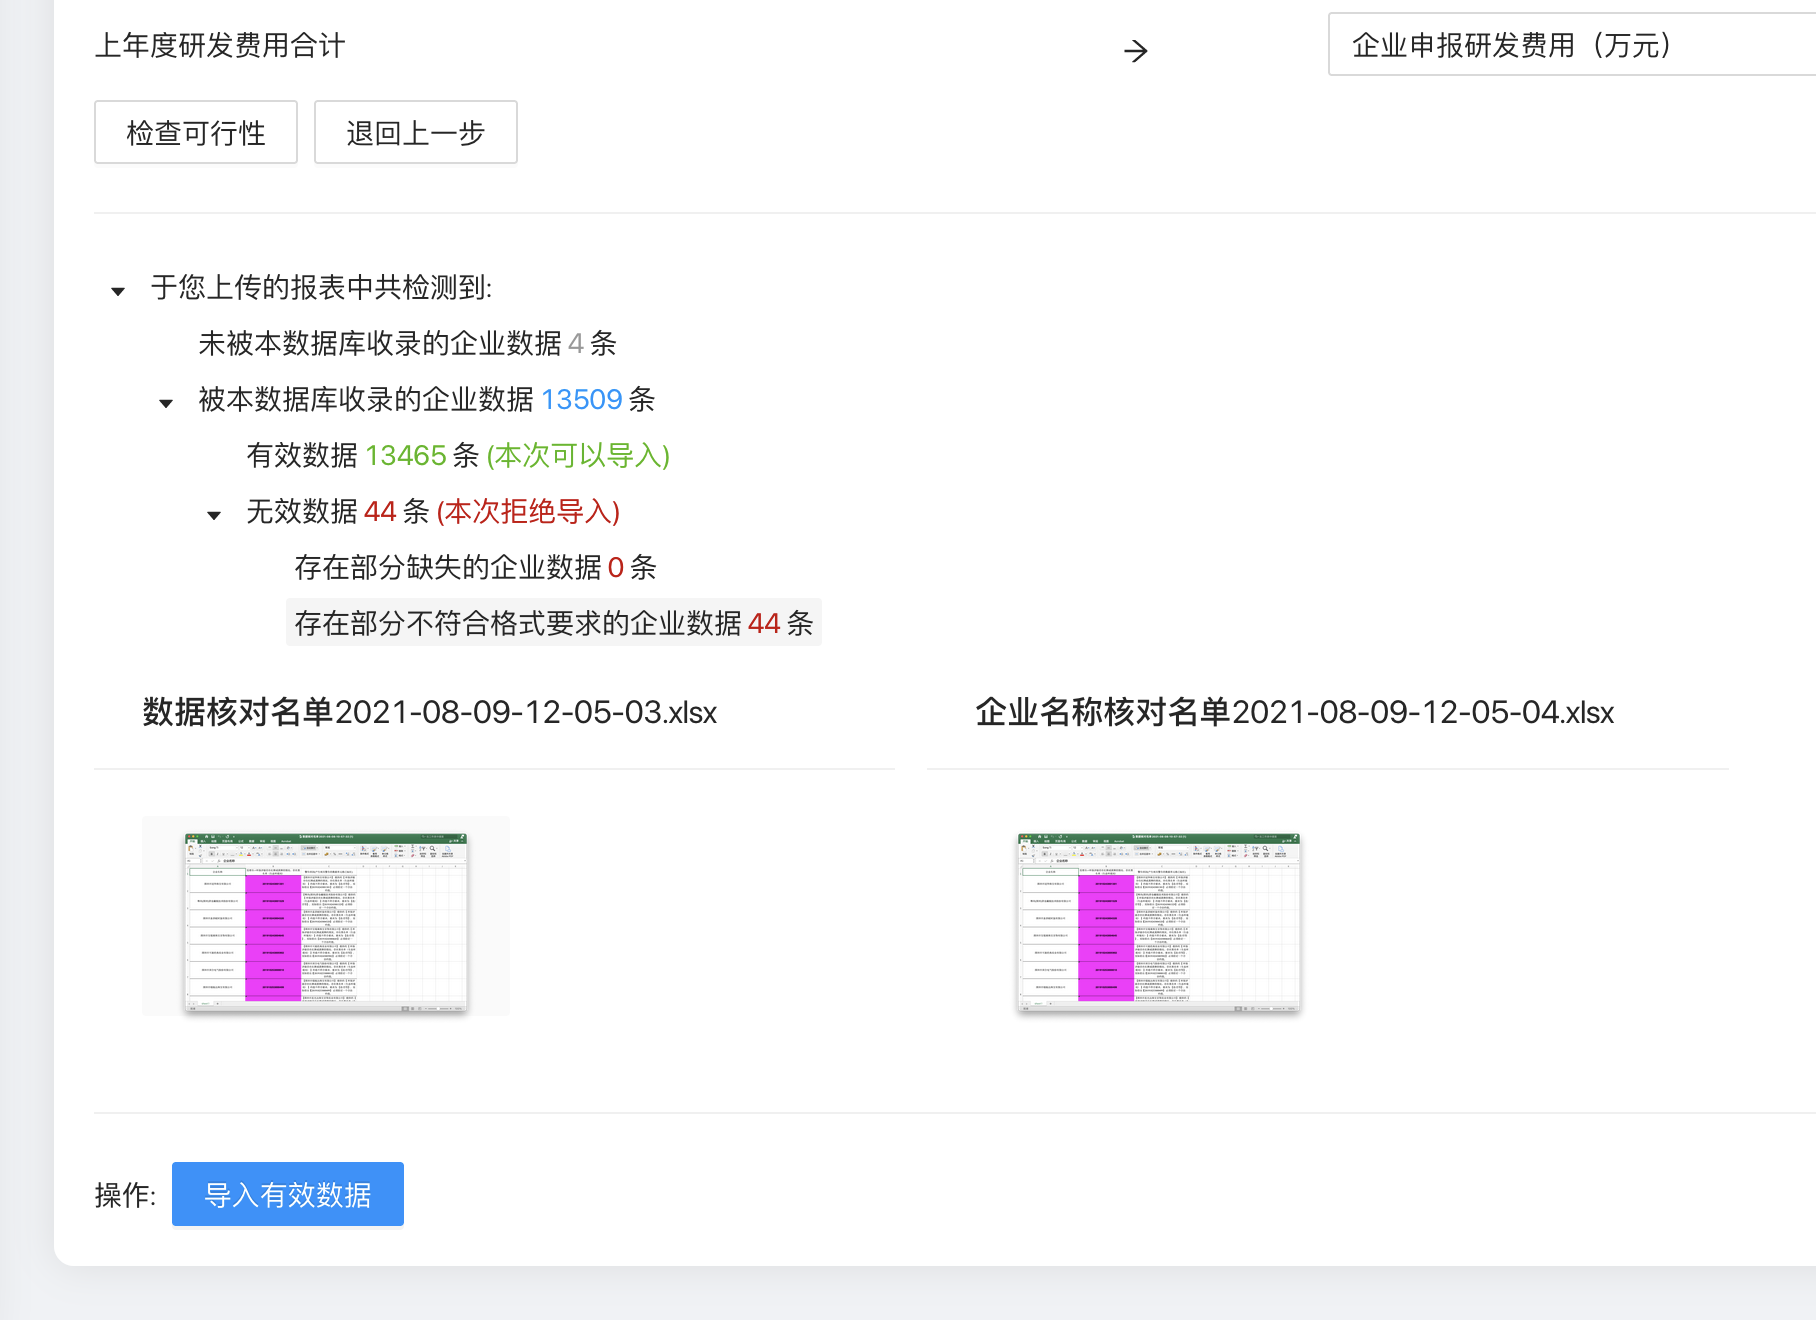 上年度研发费用合计
→
企业申报研发费用（万元）
检查可行性
退回上一步
于您上传的报表中共检测到:
未被本数据库收录的企业数据 4 条
被本数据库收录的企业数据 13509 条
有效数据 13465 条 (本次可以导入)
无效数据 44 条 (本次拒绝导入)
存在部分缺失的企业数据 0 条
存在部分不符合格式要求的企业数据 44 条
数据核对名单2021-08-09-12-05-03.xlsx
企业名称核对名单2021-08-09-12-05-04.xlsx
操作:
导入有效数据